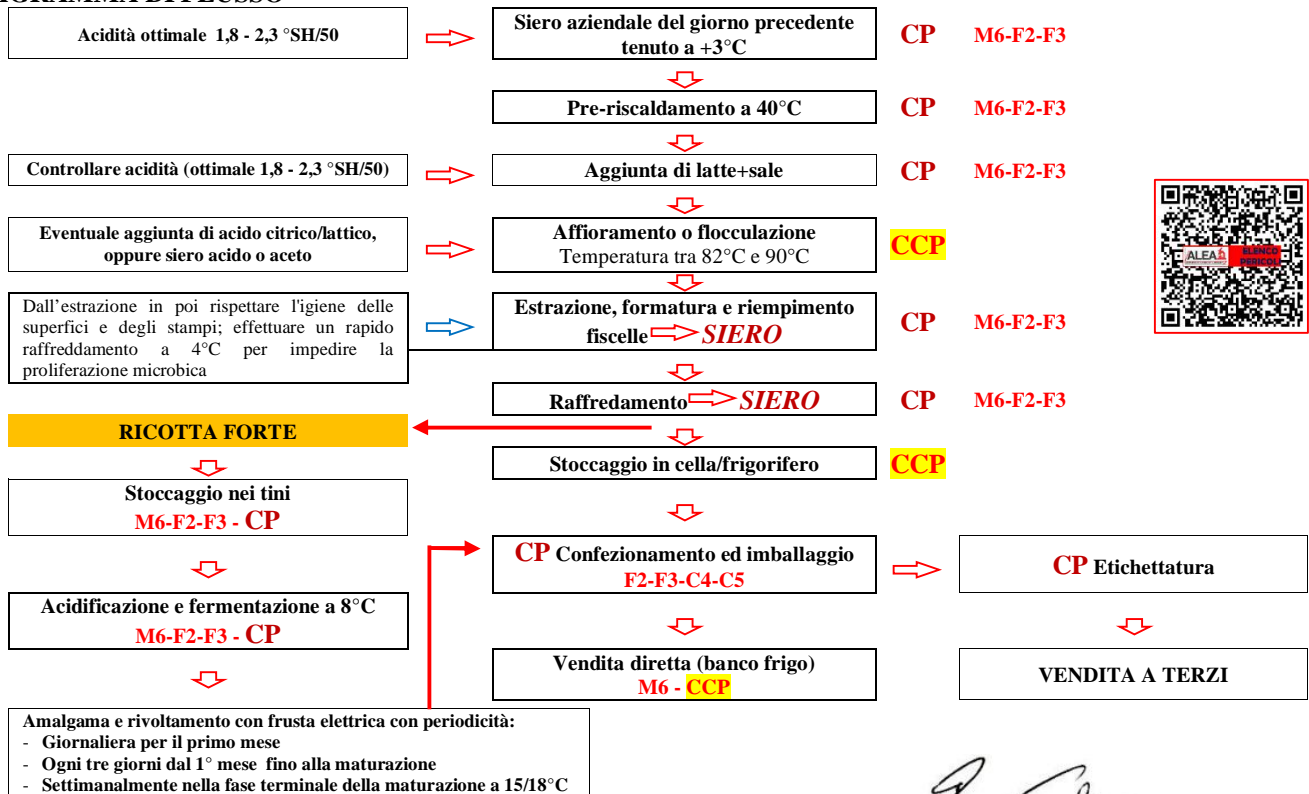 DIAGRAMMA DI FLUSSO
Acidità ottimale 1,8 - 2,3 °SH/50
Siero aziendale del giorno precedente
tenuto a +3°C
CP M6-F2-F3
Pre-riscaldamento a 40°C
CP M6-F2-F3
Controllare acidità (ottimale 1,8 - 2,3 °SH/50)
Aggiunta di latte+sale
CP M6-F2-F3
Eventuale aggiunta di acido citrico/lattico,
oppure siero acido o aceto
Affioramento o flocculazione
Temperatura tra 82°C e 90°C
CCP
ALEA
ELENCO
PERICOLI
Dall'estrazione in poi rispettare l'igiene delle
superfici e degli stampi; effettuare un rapido
raffreddamento a 4°C per impedire la
proliferazione microbica
Estrazione, formatura e riempimento
fiscelle SIERO
CP M6-F2-F3
Raffredamento SIERO
CP M6-F2-F3
RICOTTA FORTE
Stoccaggio in cella/frigorifero
CCP
Stoccaggio nei tini
M6-F2-F3 - CP
CP Confezionamento ed imballaggio
F2-F3-C4-C5
CP Etichettatura
Acidificazione e fermentazione a 8°C
M6-F2-F3 - CP
Vendita diretta (banco frigo)
M6 - CCP
VENDITA A TERZI
Amalgama e rivoltamento con frusta elettrica con periodicità:
- Giornaliera per il primo mese
- Ogni tre giorni dal 1° mese fino alla maturazione
- Settimanalmente nella fase terminale della maturazione a 15/18°C